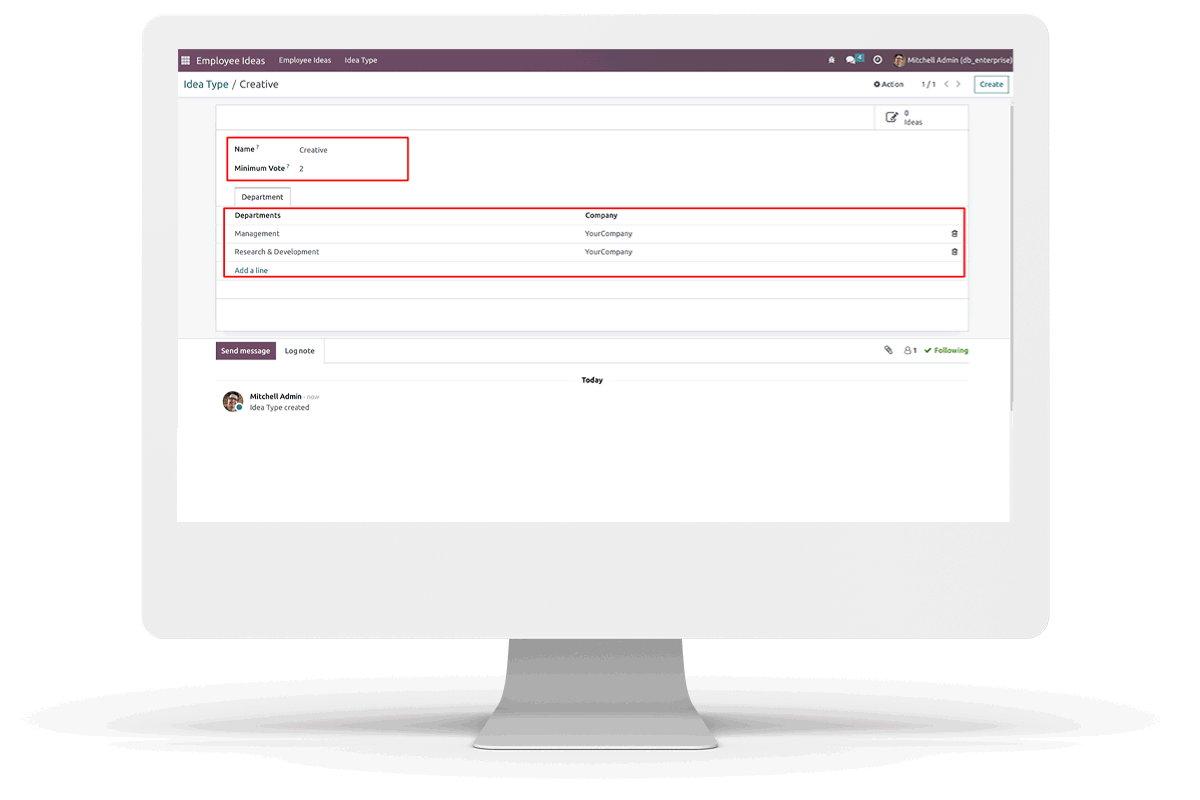 Employee Ideas Employee Ideas Idea Type 4 Mitchell Admin (db_enterprise)
Idea Type / Creative Action 1 / 1 Create
0
Ideas
Name ? Creative
Minimum Vote ? 2
Department
Departments Company
Management YourCompany
Research & Development YourCompany
Add a line
Send message Log note 1 Following
Today
Mitchell Admin - now
Idea Type created